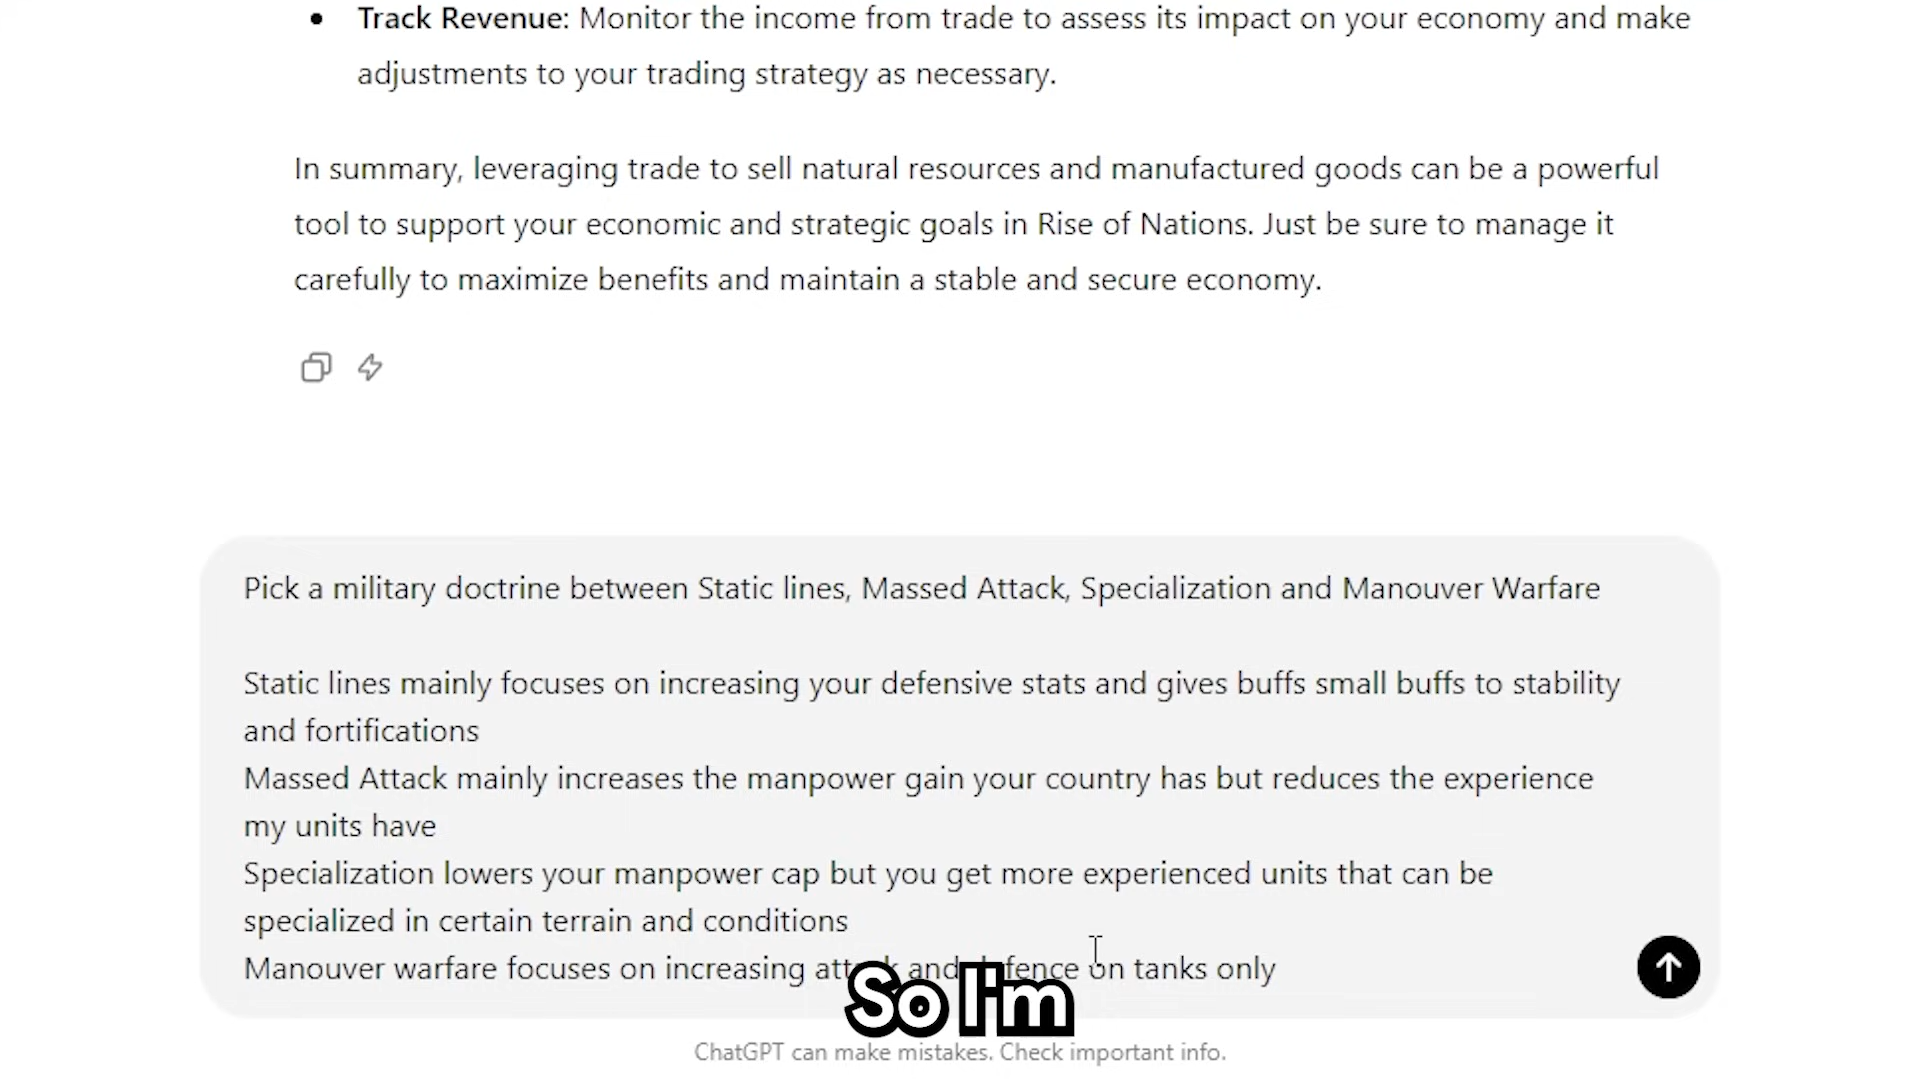 Track Revenue: Monitor the income from trade to assess its impact on your economy and make
adjustments to your trading strategy as necessary.
In summary, leveraging trade to sell natural resources and manufactured goods can be a powerful
tool to support your economic and strategic goals in Rise of Nations. Just be sure to manage it
carefully to maximize benefits and maintain a stable and secure economy.
Pick a military doctrine between Static lines, Massed Attack, Specialization and Manouver Warfare
Static lines mainly focuses on increasing your defensive stats and gives buffs small buffs to stability
and fortifications
Massed Attack mainly increases the manpower gain your country has but reduces the experience
my units have
Specialization lowers your manpower cap but you get more experienced units that can be
specialized in certain terrain and conditions
Manouver warfare focuses on increasing attack and defence on tanks only
So I'm
ChatGPT can make mistakes. Check important info.